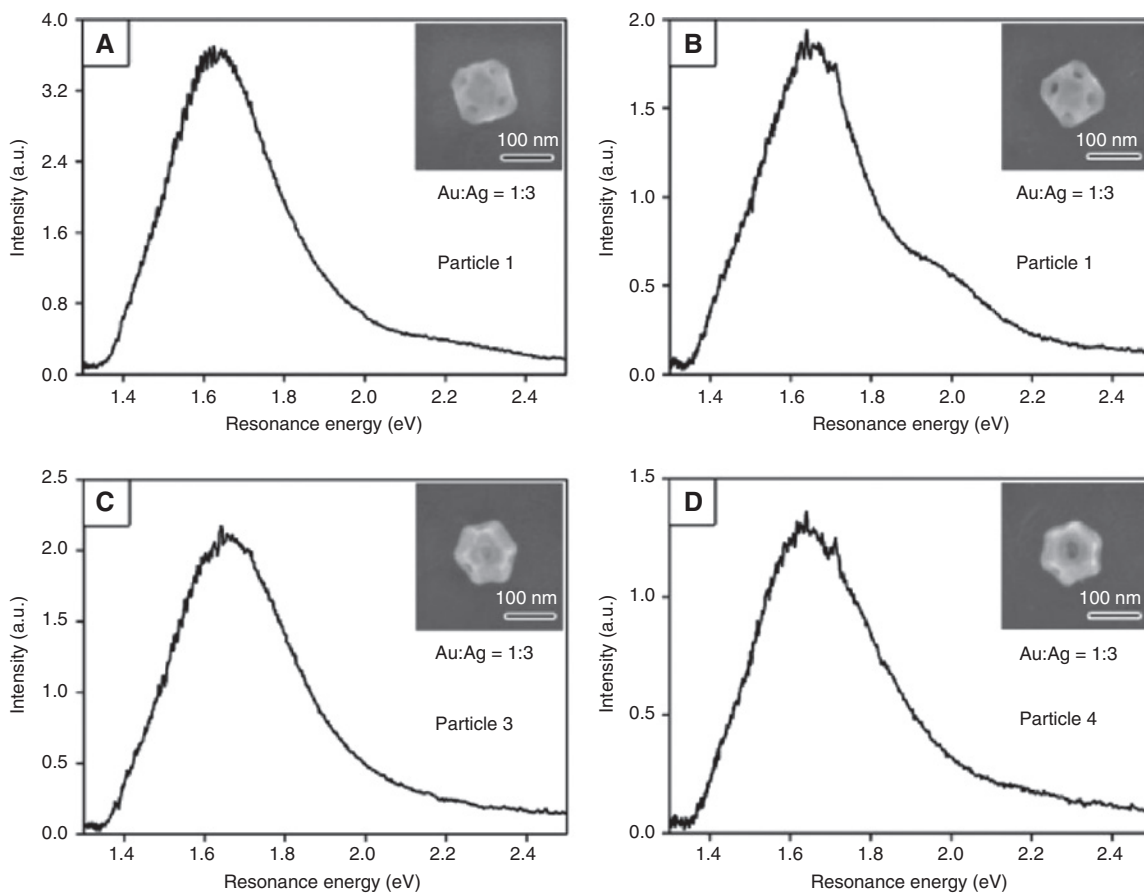 A
4.0
3.2
2.4
1.6
0.8
0.0
Intensity (a.u.)
100 nm
Au:Ag = 1:3
Particle 1
1.4 1.6 1.8 2.0 2.2 2.4
Resonance energy (eV)
B
2.0
1.5
1.0
0.5
0.0
Intensity (a.u.)
100 nm
Au:Ag = 1:3
Particle 1
1.4 1.6 1.8 2.0 2.2 2.4
Resonance energy (eV)
C
2.5
2.0
1.5
1.0
0.5
0.0
Intensity (a.u.)
100 nm
Au:Ag = 1:3
Particle 3
1.4 1.6 1.8 2.0 2.2 2.4
Resonance energy (eV)
D
1.5
1.0
0.5
0.0
Intensity (a.u.)
100 nm
Au:Ag = 1:3
Particle 4
1.4 1.6 1.8 2.0 2.2 2.4
Resonance energy (eV)